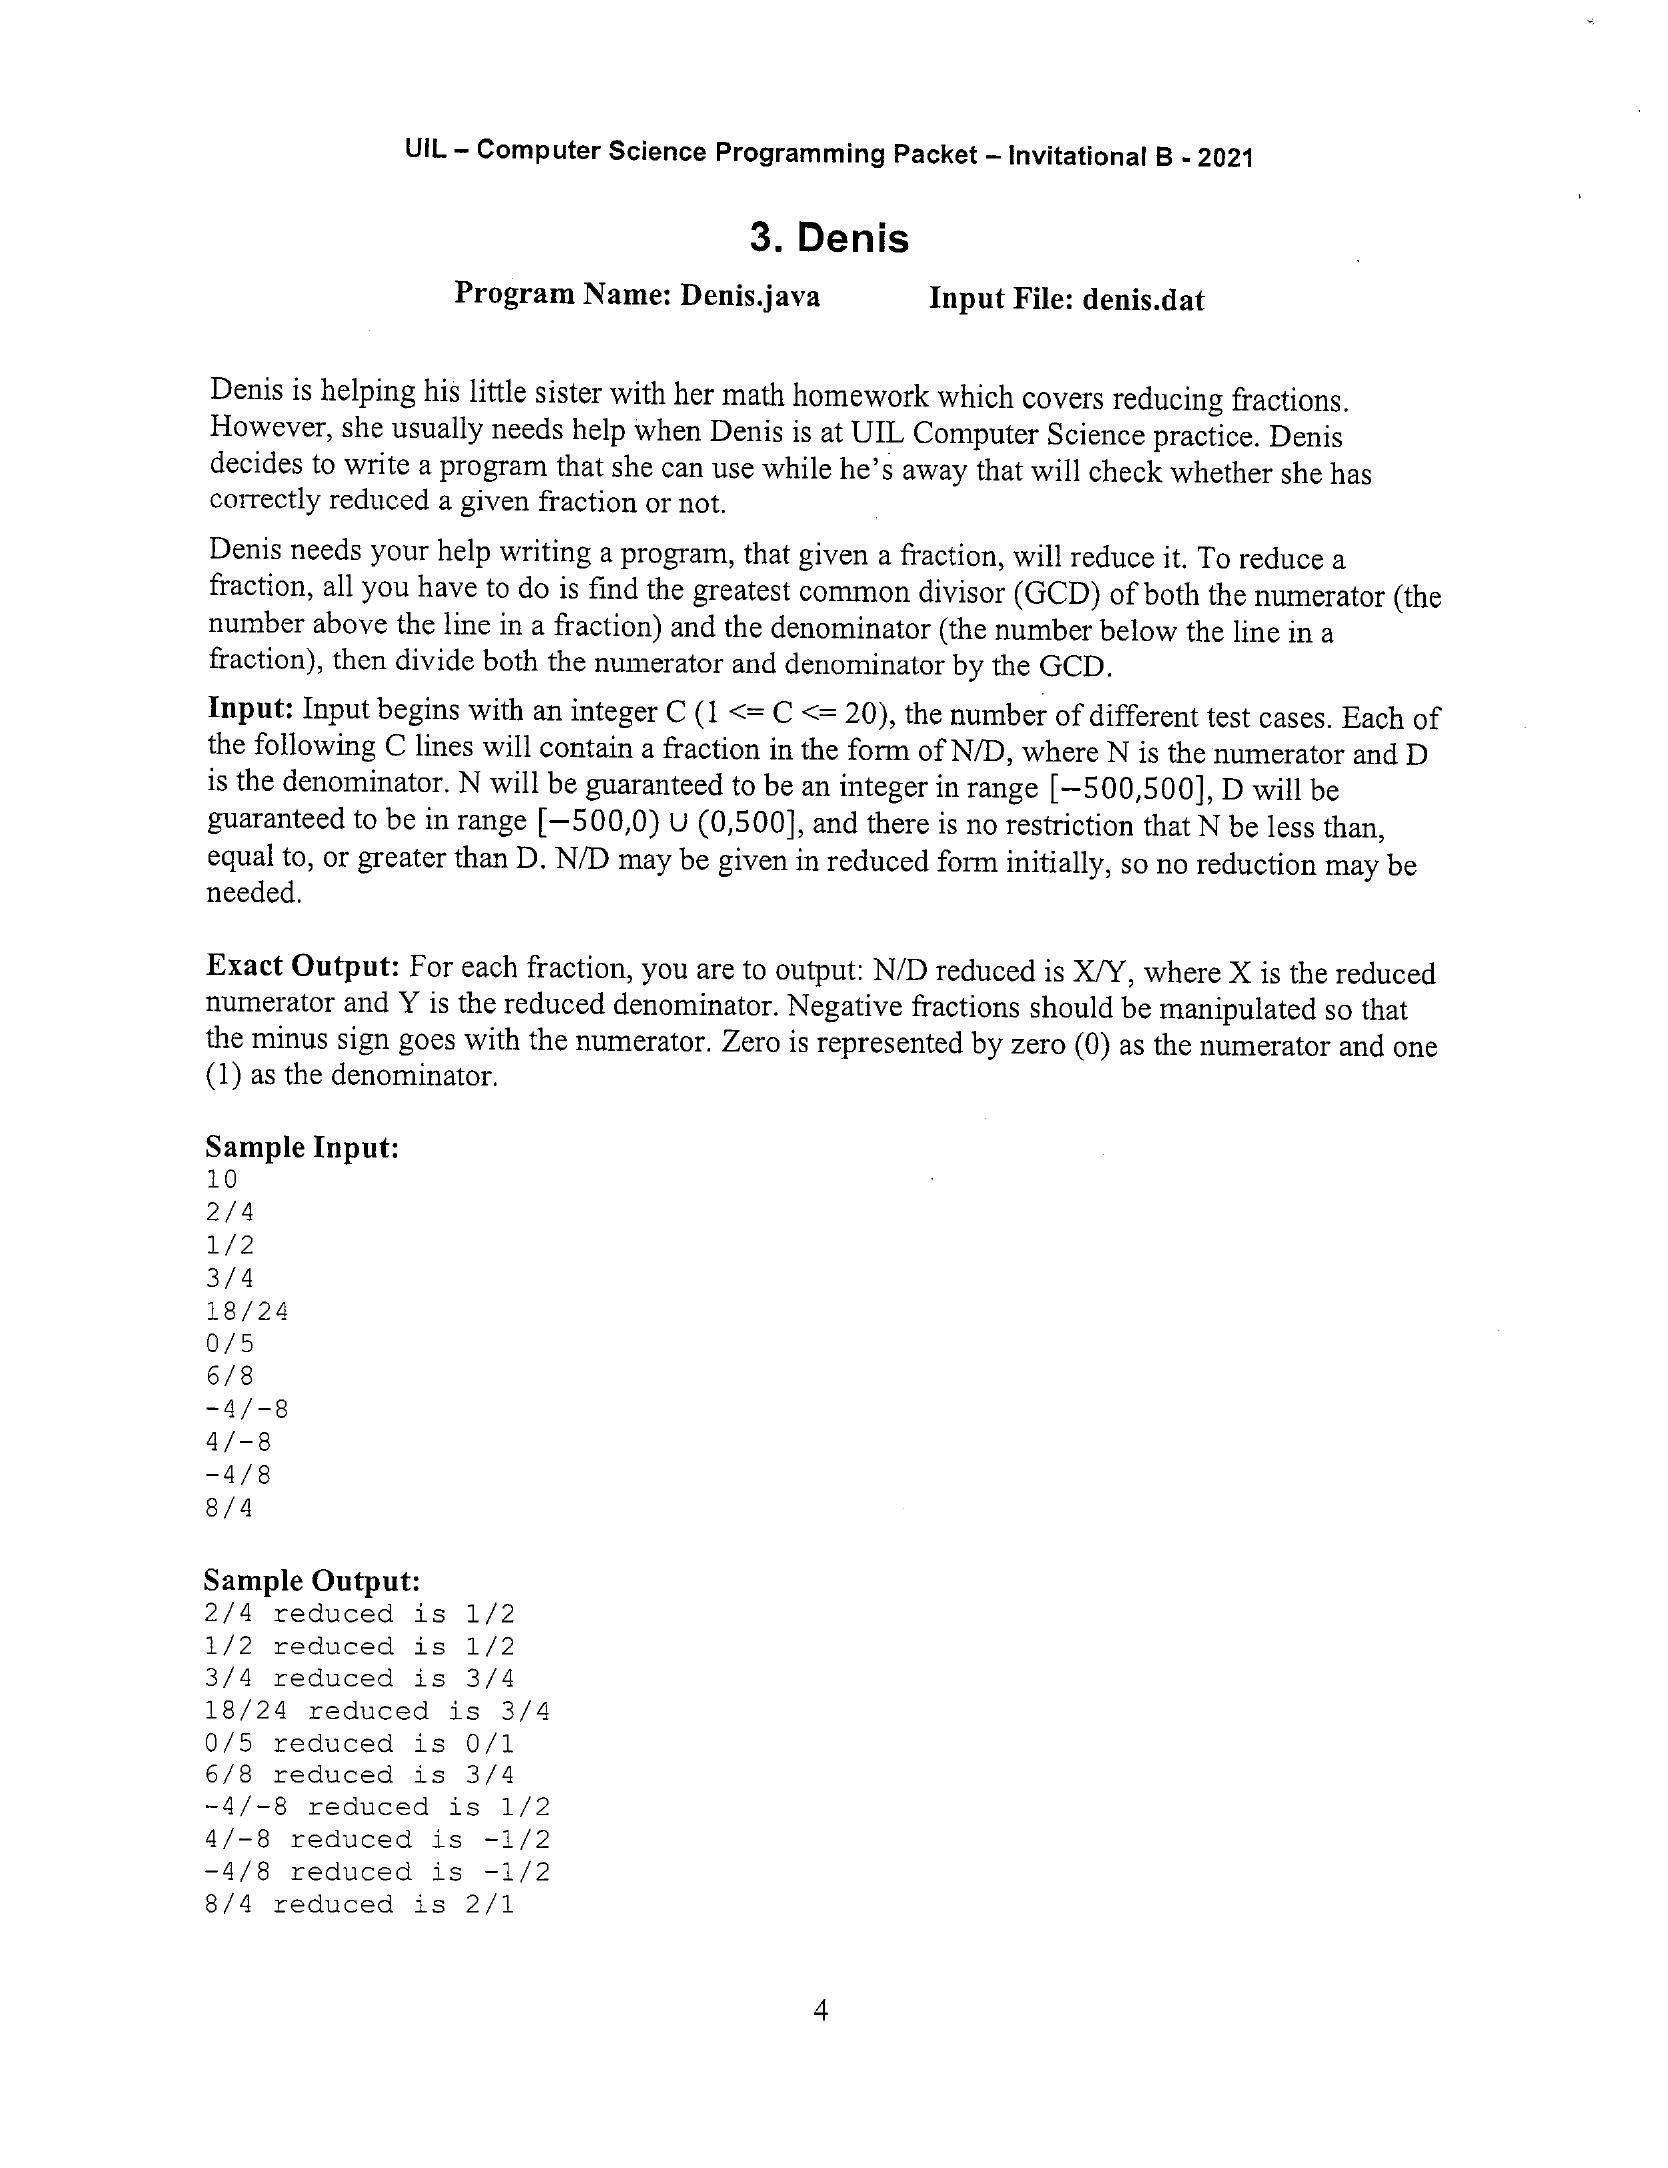 UIL – Computer Science Programming Packet – Invitational B - 2021
3. Denis
Program Name: Denis.java Input File: denis.dat
Denis is helping his little sister with her math homework which covers reducing fractions.
However, she usually needs help when Denis is at UIL Computer Science practice. Denis
decides to write a program that she can use while he's away that will check whether she has
correctly reduced a given fraction or not.
Denis needs your help writing a program, that given a fraction, will reduce it. To reduce a
fraction, all you have to do is find the greatest common divisor (GCD) of both the numerator (the
number above the line in a fraction) and the denominator (the number below the line in a
fraction), then divide both the numerator and denominator by the GCD.
Input: Input begins with an integer C (1 <= C <= 20), the number of different test cases. Each of
the following C lines will contain a fraction in the form of N/D, where N is the numerator and D
is the denominator. N will be guaranteed to be an integer in range [−500,500], D will be
guaranteed to be in range [−500,0) ∪ (0,500], and there is no restriction that N be less than,
equal to, or greater than D. N/D may be given in reduced form initially, so no reduction may be
needed.
Exact Output: For each fraction, you are to output: N/D reduced is X/Y, where X is the reduced
numerator and Y is the reduced denominator. Negative fractions should be manipulated so that
the minus sign goes with the numerator. Zero is represented by zero (0) as the numerator and one
(1) as the denominator.
Sample Input:
10
2/4
1/2
3/4
18/24
0/5
6/8
-4/-8
4/-8
-4/8
8/4
Sample Output:
2/4 reduced is 1/2
1/2 reduced is 1/2
3/4 reduced is 3/4
18/24 reduced is 3/4
0/5 reduced is 0/1
6/8 reduced is 3/4
-4/-8 reduced is 1/2
4/-8 reduced is -1/2
-4/8 reduced is -1/2
8/4 reduced is 2/1
4